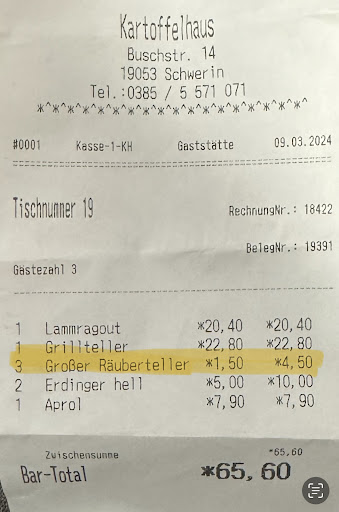 Kartoffelhaus
Buschstr. 14
19053 Schwerin
Tel.:0385 / 5 571 071
*^*^*^*^*^*^*^*^*^*^*^*^*^*^*^*^*^
#0001 Kasse-1-KH Gaststätte 09.03.2024
Tischnummer 19 RechnungNr.: 18422
BelegNr.: 19391
Gästezahl 3
1 Lammragout *20,40 *20,40
1 Grillteller *22,80 *22,80
3 Großer Räuberteller *1,50 *4,50
2 Erdinger hell *5,00 *10,00
1 Aprol *7,90 *7,90
Zwischensumme *65,60
Bar-Total *65,60